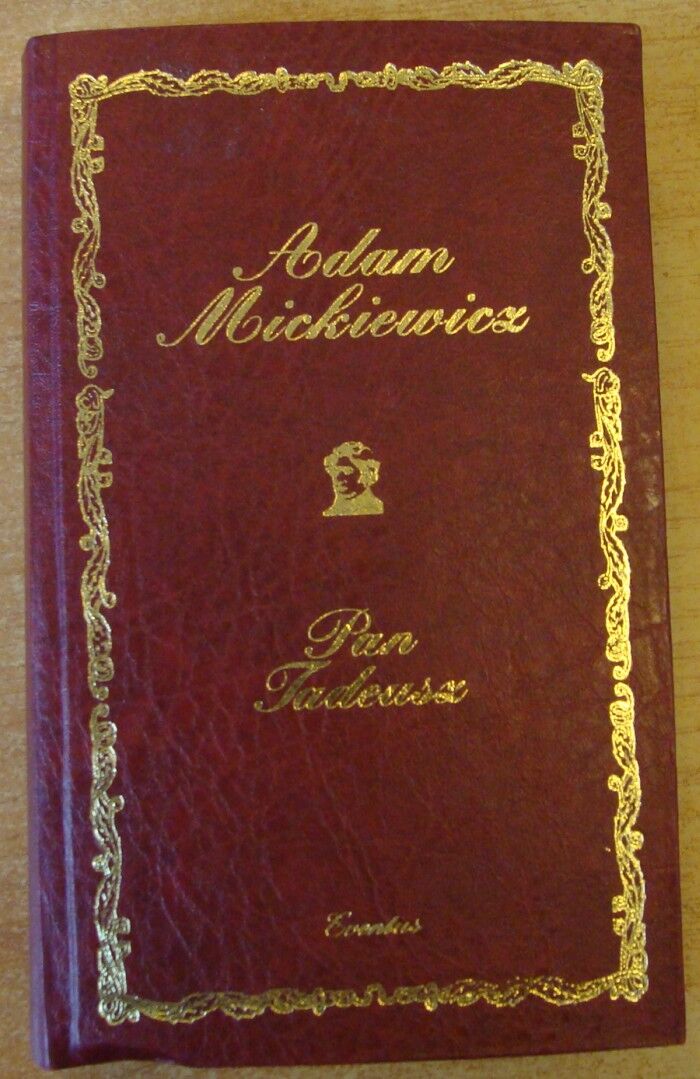 Adam
Mickiewicz
Pan
Tadeusz
Eventus